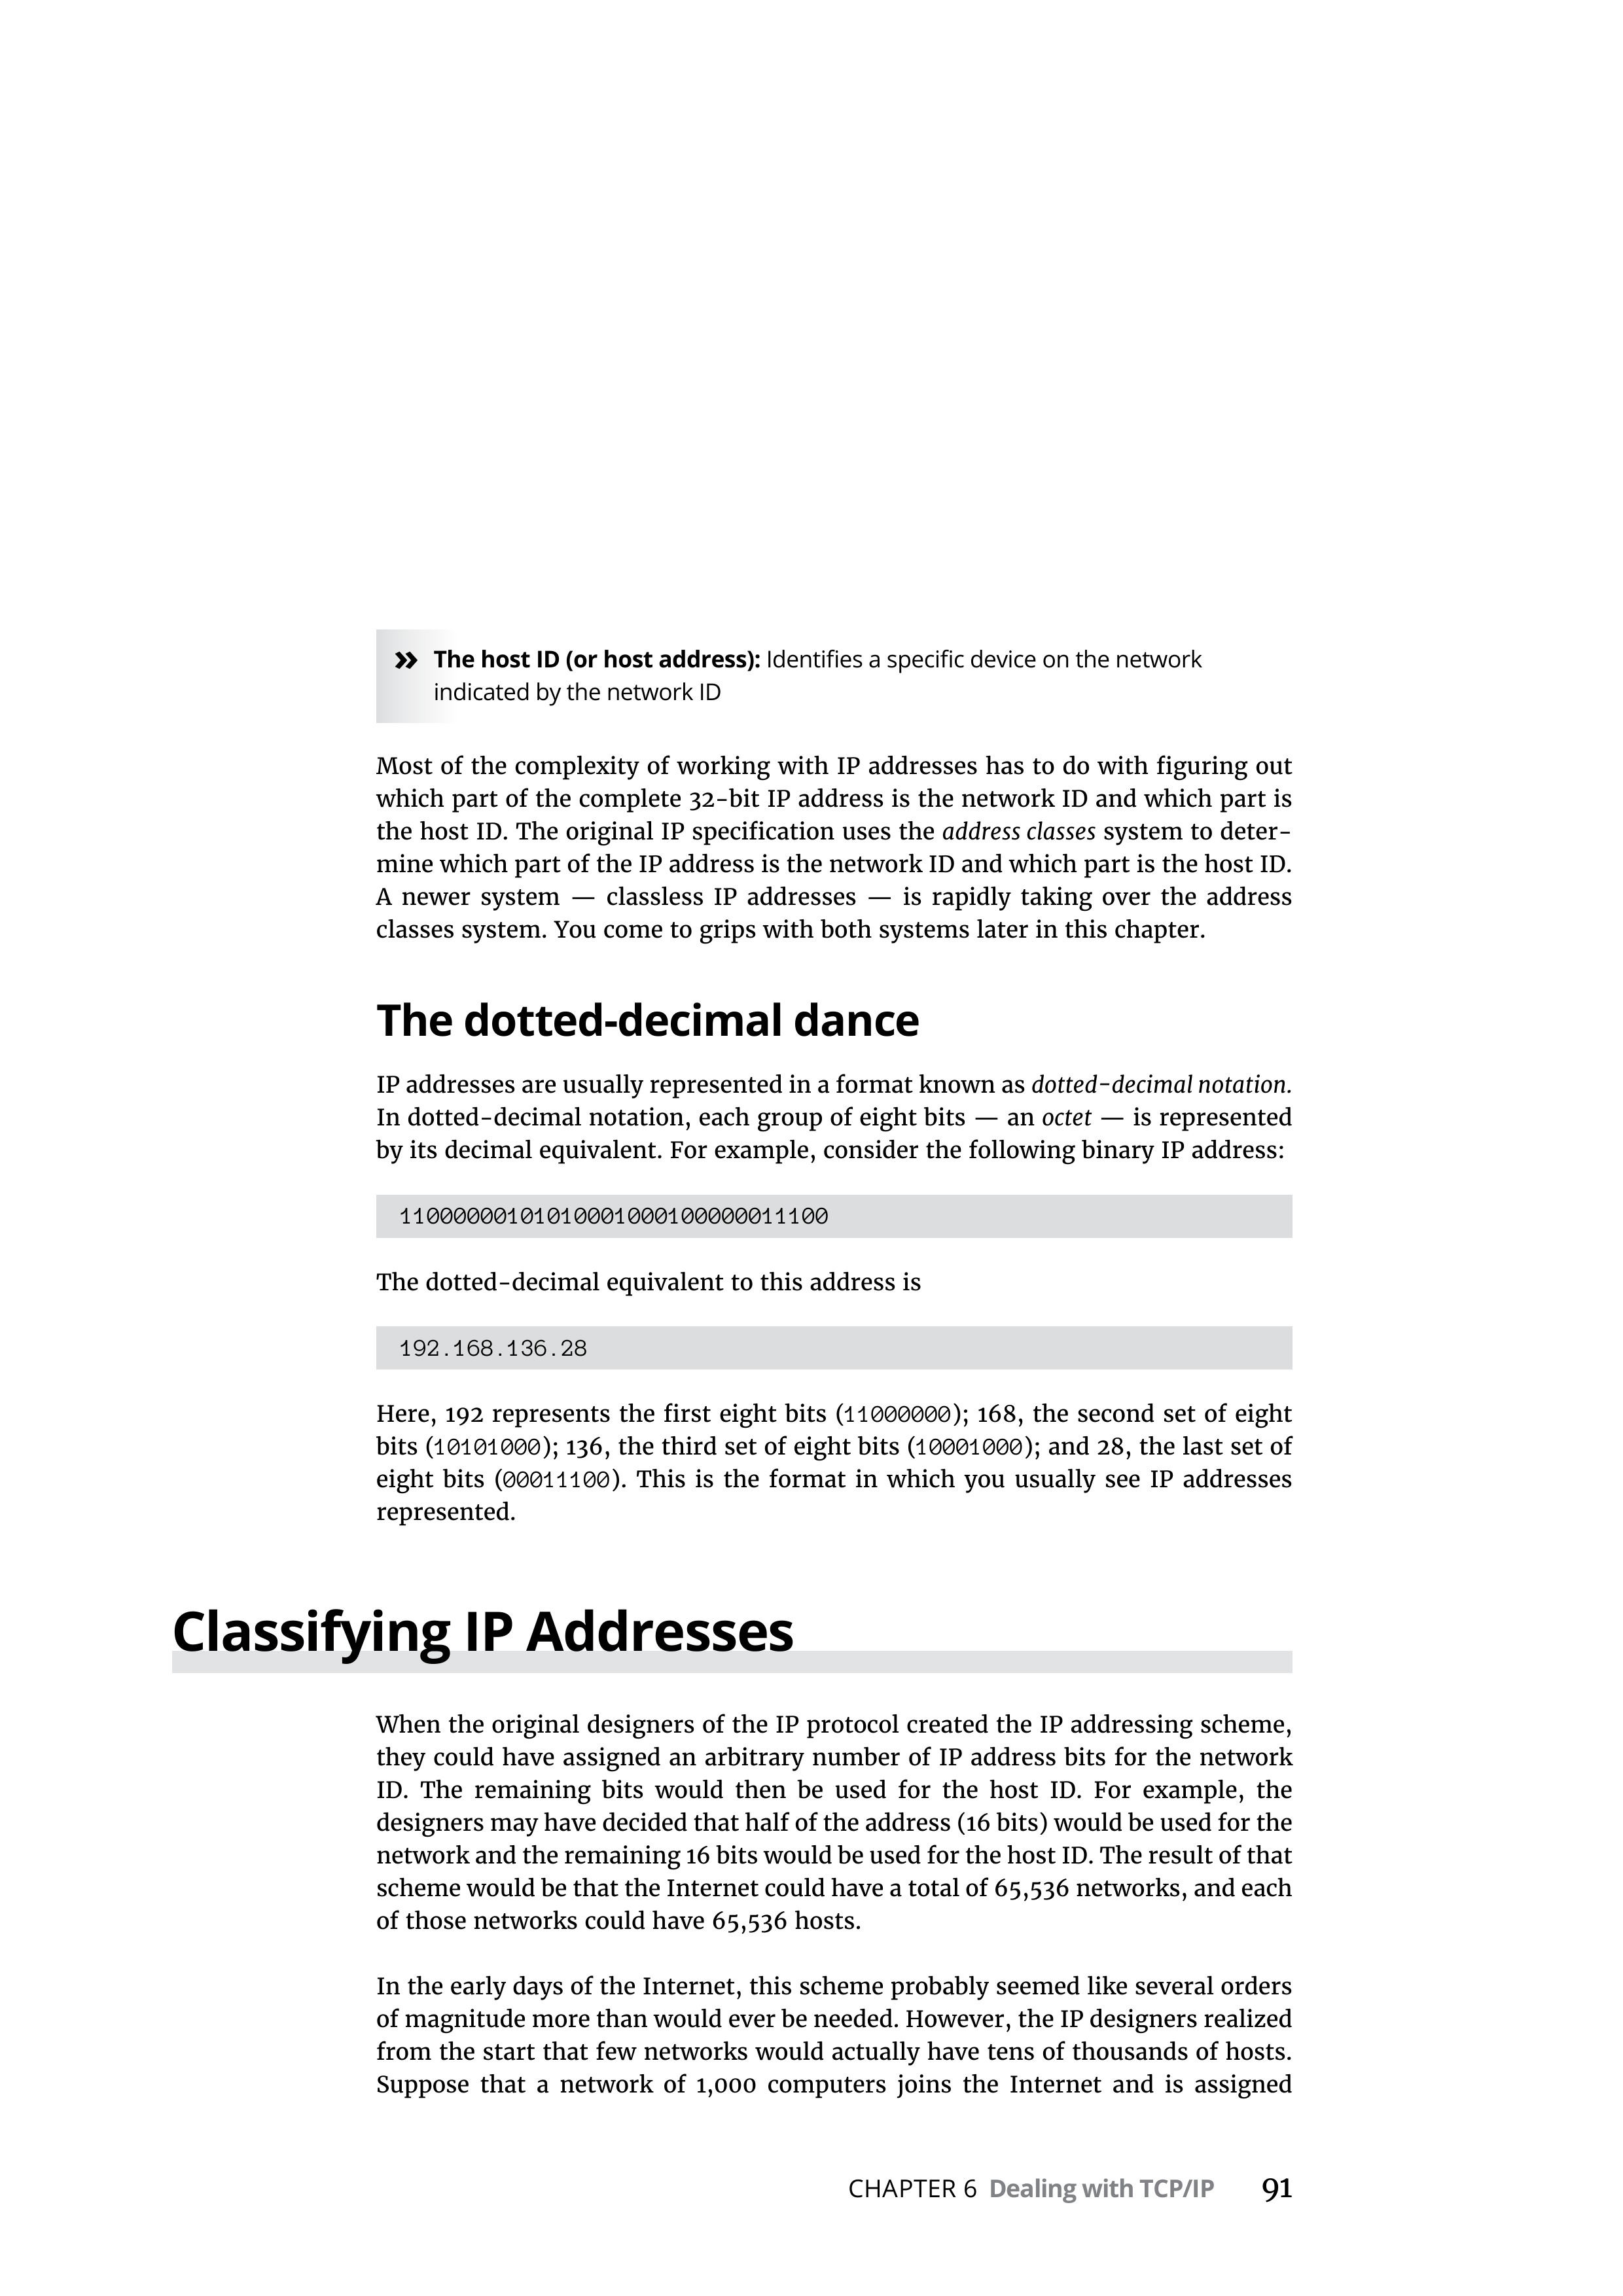 » The host ID (or host address): Identifies a specific device on the network
indicated by the network ID
Most of the complexity of working with IP addresses has to do with figuring out
which part of the complete 32-bit IP address is the network ID and which part is
the host ID. The original IP specification uses the address classes system to deter-
mine which part of the IP address is the network ID and which part is the host ID.
A newer system — classless IP addresses — is rapidly taking over the address
classes system. You come to grips with both systems later in this chapter.
The dotted-decimal dance
IP addresses are usually represented in a format known as dotted-decimal notation.
In dotted-decimal notation, each group of eight bits — an octet — is represented
by its decimal equivalent. For example, consider the following binary IP address:
11000000101010001000100000011100
The dotted-decimal equivalent to this address is
192.168.136.28
Here, 192 represents the first eight bits (11000000); 168, the second set of eight
bits (10101000); 136, the third set of eight bits (10001000); and 28, the last set of
eight bits (00011100). This is the format in which you usually see IP addresses
represented.
Classifying IP Addresses
When the original designers of the IP protocol created the IP addressing scheme,
they could have assigned an arbitrary number of IP address bits for the network
ID. The remaining bits would then be used for the host ID. For example, the
designers may have decided that half of the address (16 bits) would be used for the
network and the remaining 16 bits would be used for the host ID. The result of that
scheme would be that the Internet could have a total of 65,536 networks, and each
of those networks could have 65,536 hosts.
In the early days of the Internet, this scheme probably seemed like several orders
of magnitude more than would ever be needed. However, the IP designers realized
from the start that few networks would actually have tens of thousands of hosts.
Suppose that a network of 1,000 computers joins the Internet and is assigned
CHAPTER 6 Dealing with TCP/IP 91